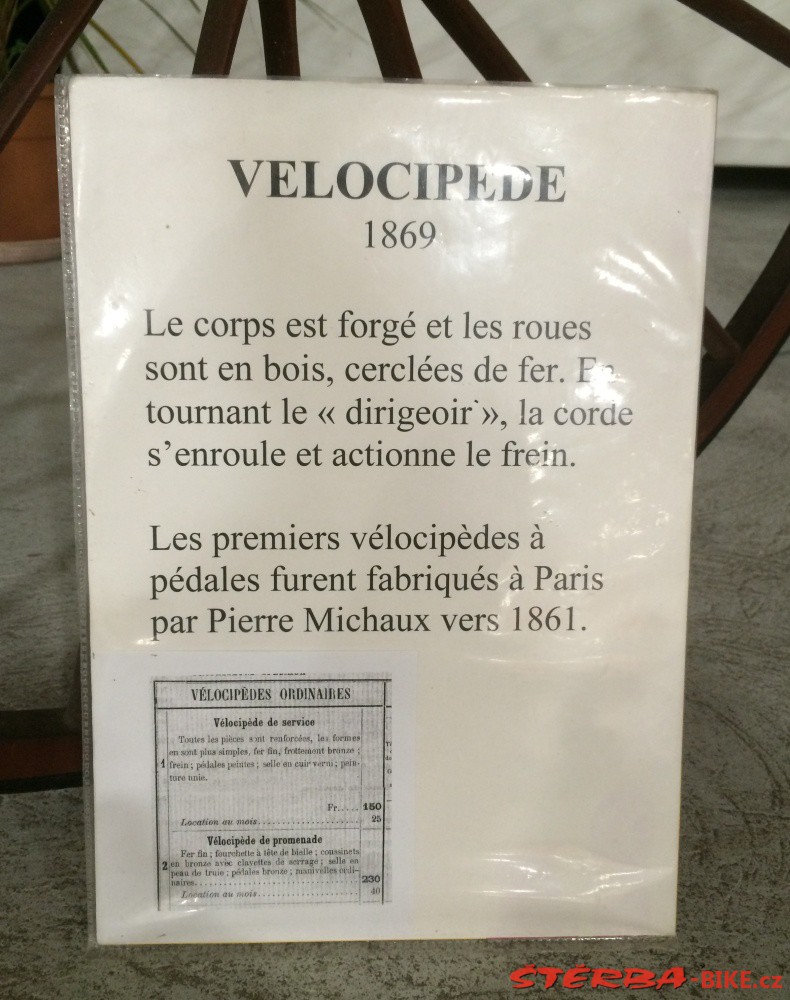 VELOCIPEDE
1869
Le corps est forgé et les roues
sont en bois, cerclées de fer. En
tournant le « dirigeoir`», la corde
s’enroule et actionne le frein.
Les premiers vélocipèdes à
pédales furent fabriqués à Paris
par Pierre Michaux vers 1861.
VÉLOCIPÈDES ORDINAIRES
Vélocipède de service
Toutes les pièces sont renforcées, les formes
en sont plus simples, fer fin, frottement bronze ;
1 frein ; pédales peintes ; selle en cuir verni ; pein-
ture unie.
Fr..... 150
Location au mois........................ 25
Vélocipède de promenade
Fer fin ; fourchette à tête de bielle ; coussinets
2 en bronze avec clavettes de serrage ; selle en
peau de truie ; pédales bronze ; manivelles ordi-
naires.................................... 230
Location au mois........................ 40
STERBA-BIKE.cz